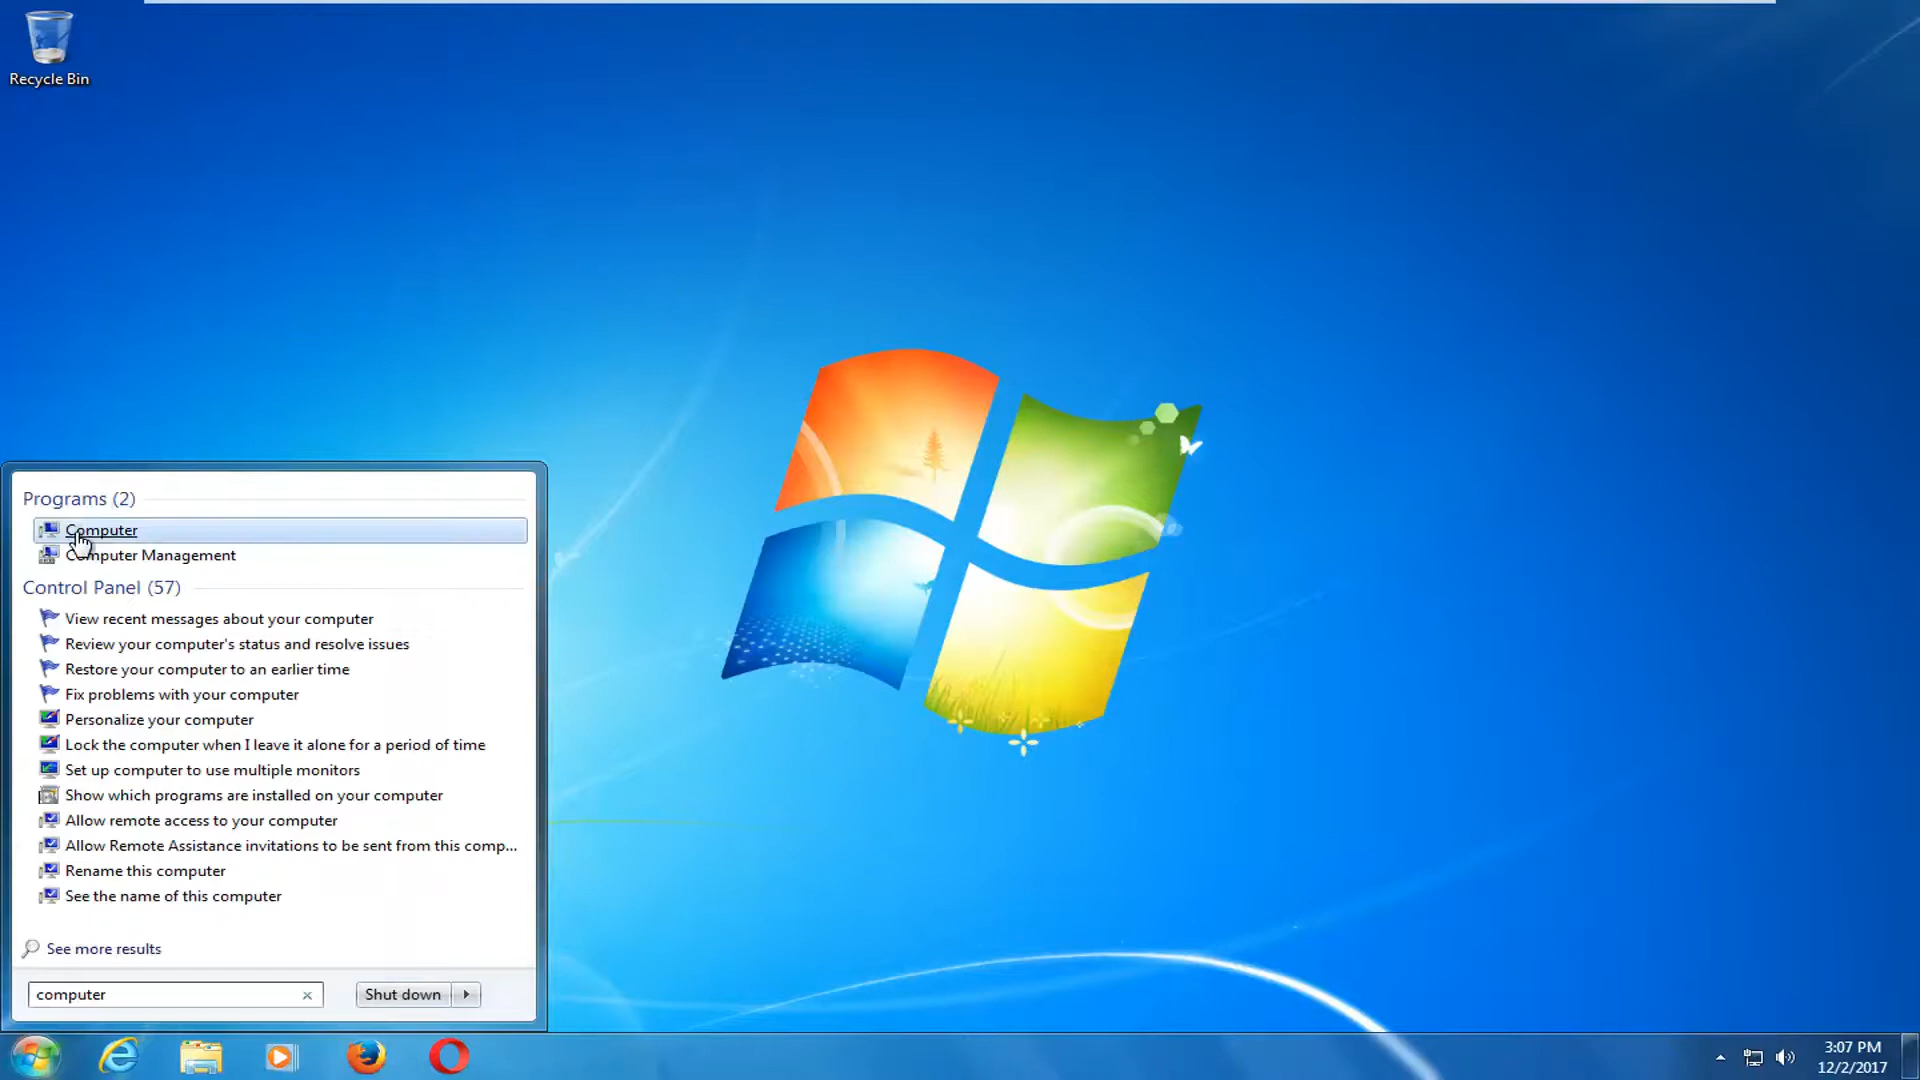 Recycle Bin
Programs (2)
Computer
Computer Management
Control Panel (57)
View recent messages about your computer
Review your computer's status and resolve issues
Restore your computer to an earlier time
Fix problems with your computer
Personalize your computer
Lock the computer when I leave it alone for a period of time
Set up computer to use multiple monitors
Show which programs are installed on your computer
Allow remote access to your computer
Allow Remote Assistance invitations to be sent from this comp...
Rename this computer
See the name of this computer
See more results
computer
Shut down
3:07 PM
12/2/2017